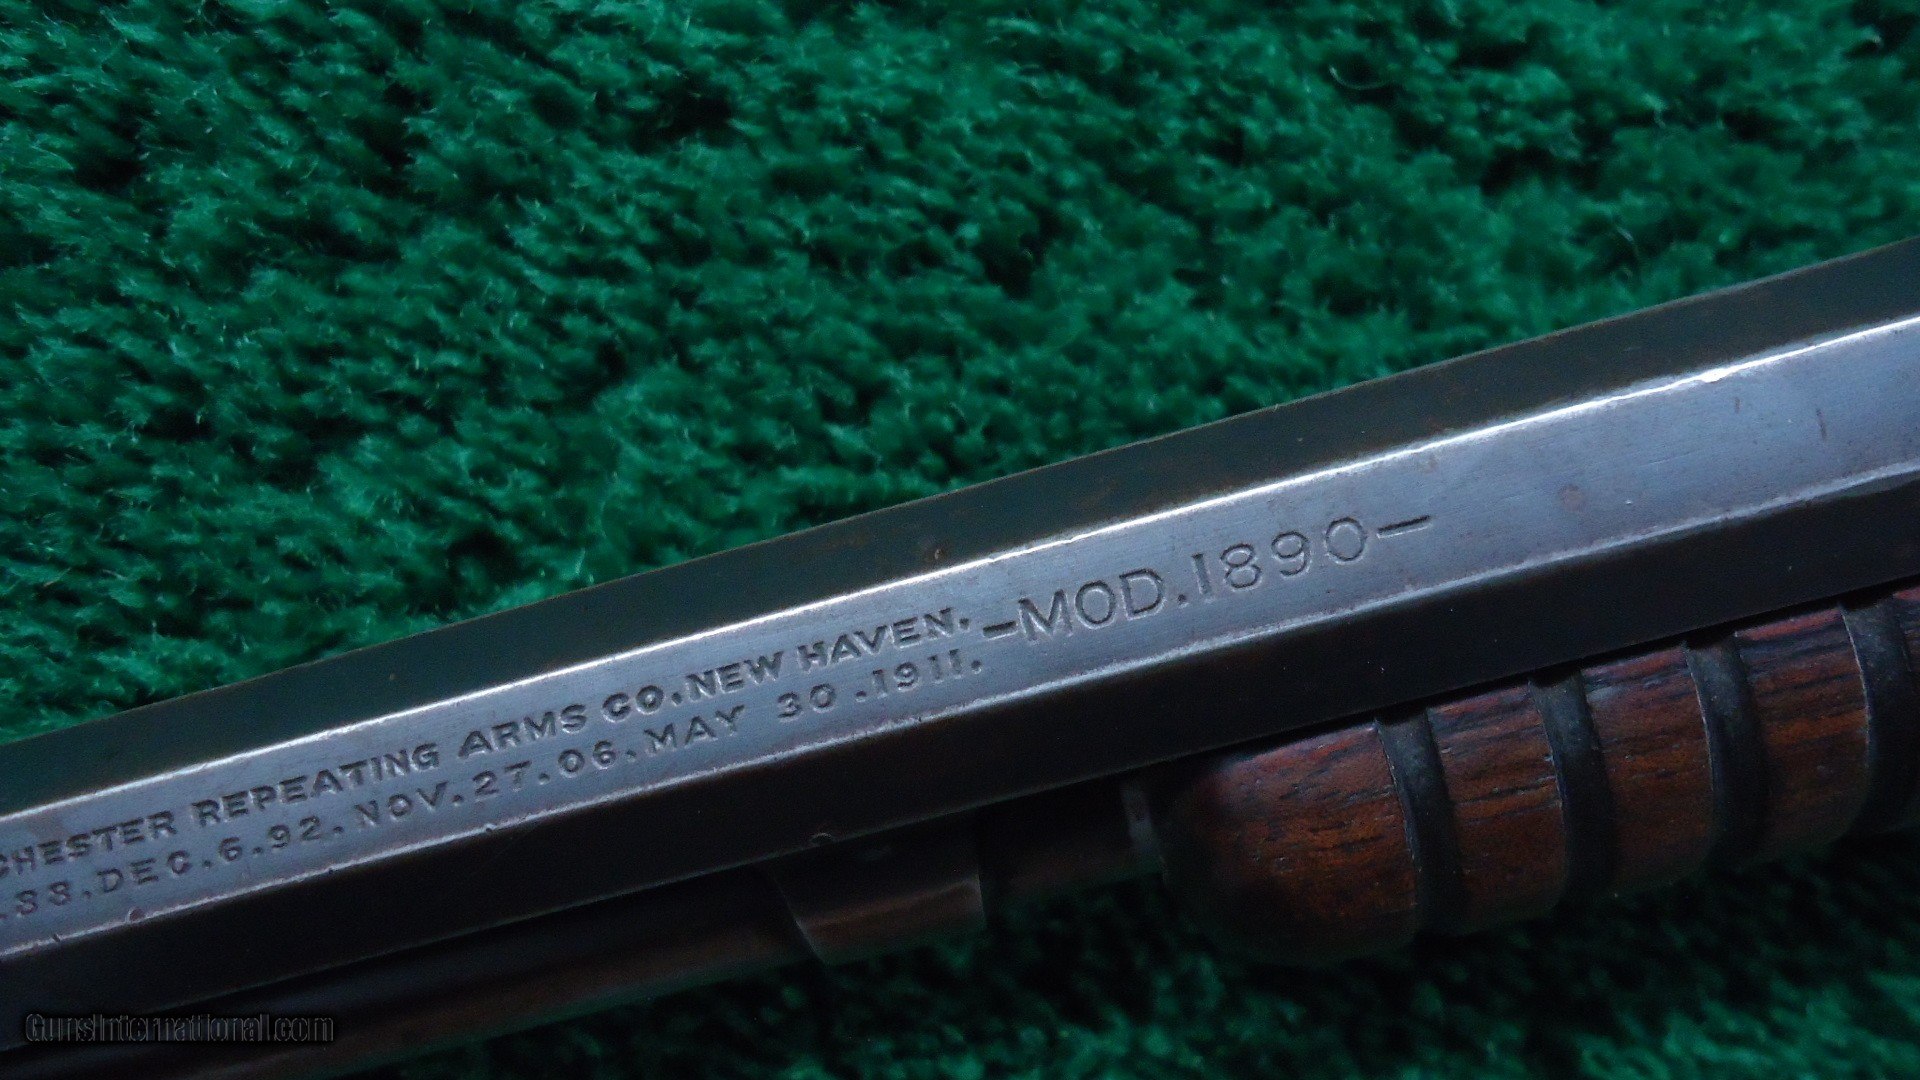 CHESTER REPEATING ARMS CO. NEW HAVEN.
.38. DEC. 6. 92. NOV. 27. 06. MAY 30. 1911.
-MOD. 1890-
GunsInternational.com